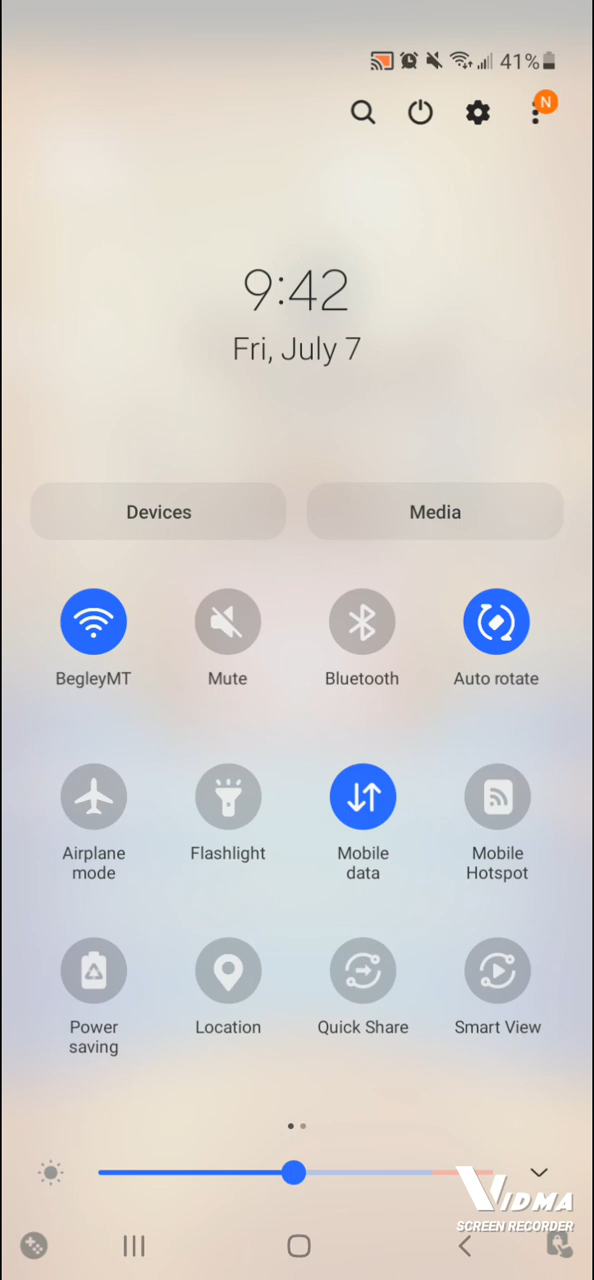 41%
N
9:42
Fri, July 7
Devices Media
BegleyMT Mute Bluetooth Auto rotate
Airplane mode Flashlight Mobile data Mobile Hotspot
Power saving Location Quick Share Smart View
VIDMA
SCREEN RECORDER